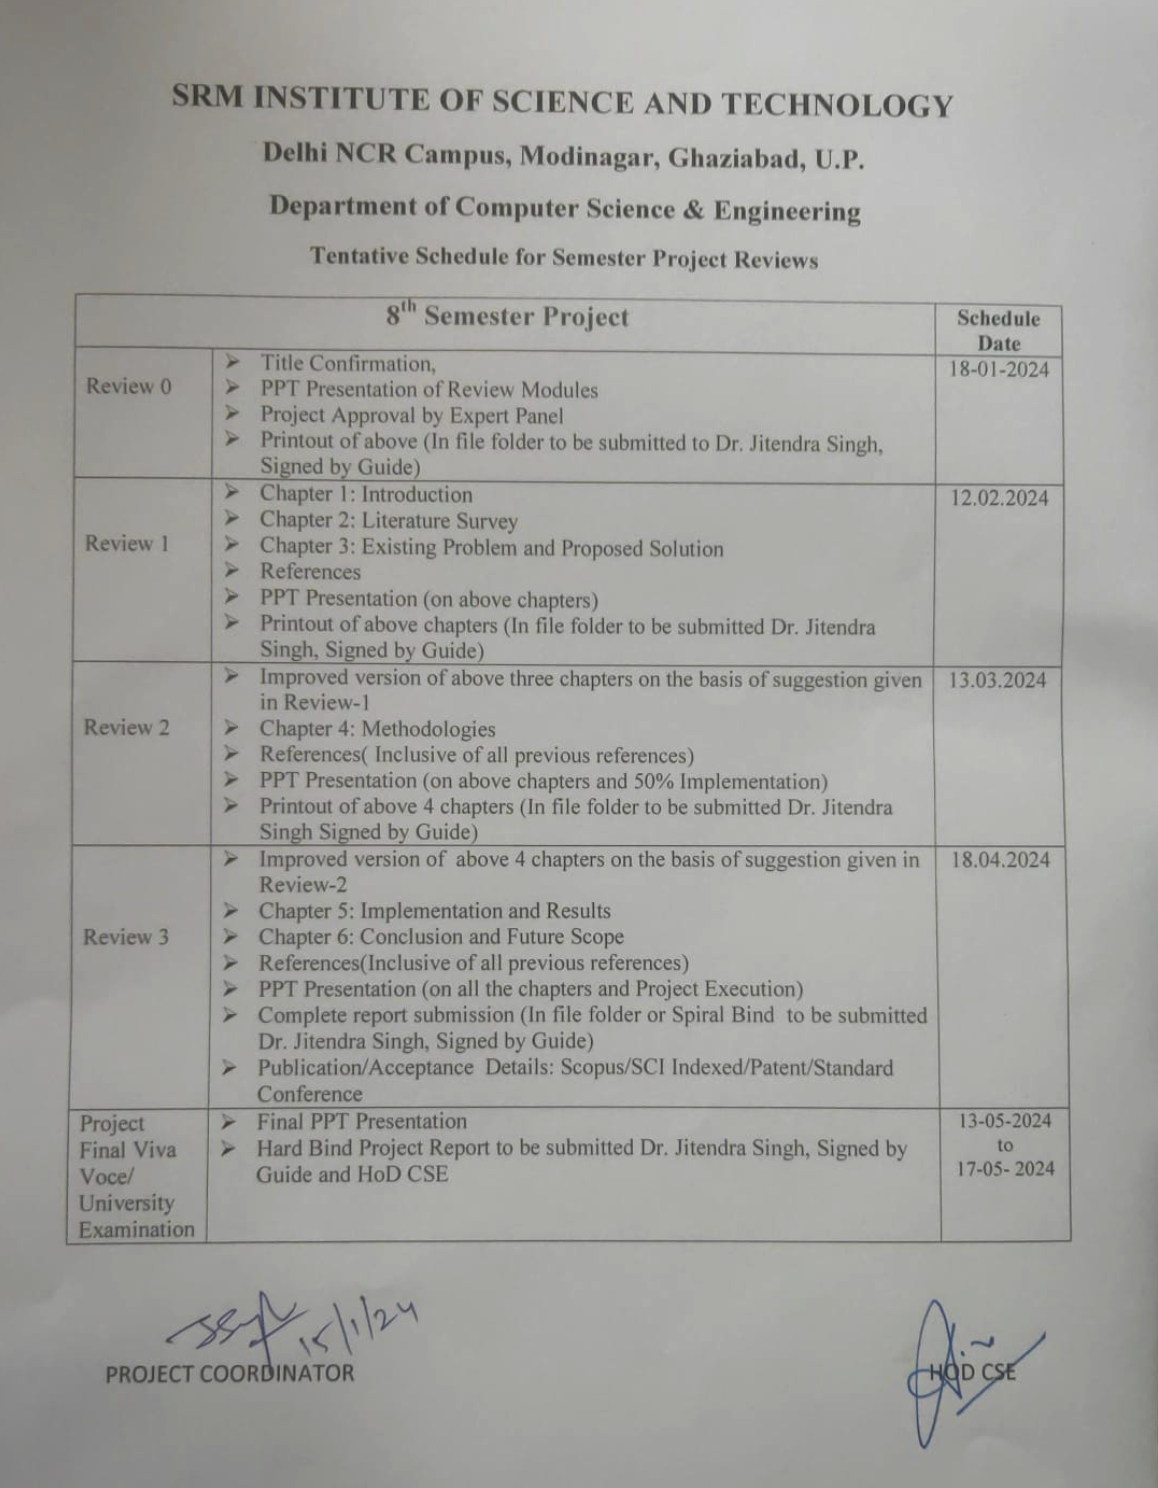 SRM INSTITUTE OF SCIENCE AND TECHNOLOGY
Delhi NCR Campus, Modinagar, Ghaziabad, U.P.
Department of Computer Science & Engineering
Tentative Schedule for Semester Project Reviews
8th Semester Project
Schedule
Date
Review 0
➢ Title Confirmation,
➢ PPT Presentation of Review Modules
➢ Project Approval by Expert Panel
➢ Printout of above (In file folder to be submitted to Dr. Jitendra Singh,
Signed by Guide)
18-01-2024
Review 1
➢ Chapter 1: Introduction
➢ Chapter 2: Literature Survey
➢ Chapter 3: Existing Problem and Proposed Solution
➢ References
➢ PPT Presentation (on above chapters)
➢ Printout of above chapters (In file folder to be submitted Dr. Jitendra
Singh, Signed by Guide)
12.02.2024
Review 2
➢ Improved version of above three chapters on the basis of suggestion given
in Review-1
➢ Chapter 4: Methodologies
➢ References( Inclusive of all previous references)
➢ PPT Presentation (on above chapters and 50% Implementation)
➢ Printout of above 4 chapters (In file folder to be submitted Dr. Jitendra
Singh Signed by Guide)
13.03.2024
Review 3
➢ Improved version of above 4 chapters on the basis of suggestion given in
Review-2
➢ Chapter 5: Implementation and Results
➢ Chapter 6: Conclusion and Future Scope
➢ References(Inclusive of all previous references)
➢ PPT Presentation (on all the chapters and Project Execution)
➢ Complete report submission (In file folder or Spiral Bind to be submitted
Dr. Jitendra Singh, Signed by Guide)
➢ Publication/Acceptance Details: Scopus/SCI Indexed/Patent/Standard
Conference
18.04.2024
Project
Final Viva
Voce/
University
Examination
➢ Final PPT Presentation
➢ Hard Bind Project Report to be submitted Dr. Jitendra Singh, Signed by
Guide and HoD CSE
13-05-2024
to
17-05- 2024
15/1/24
PROJECT COORDINATOR
HOD CSE